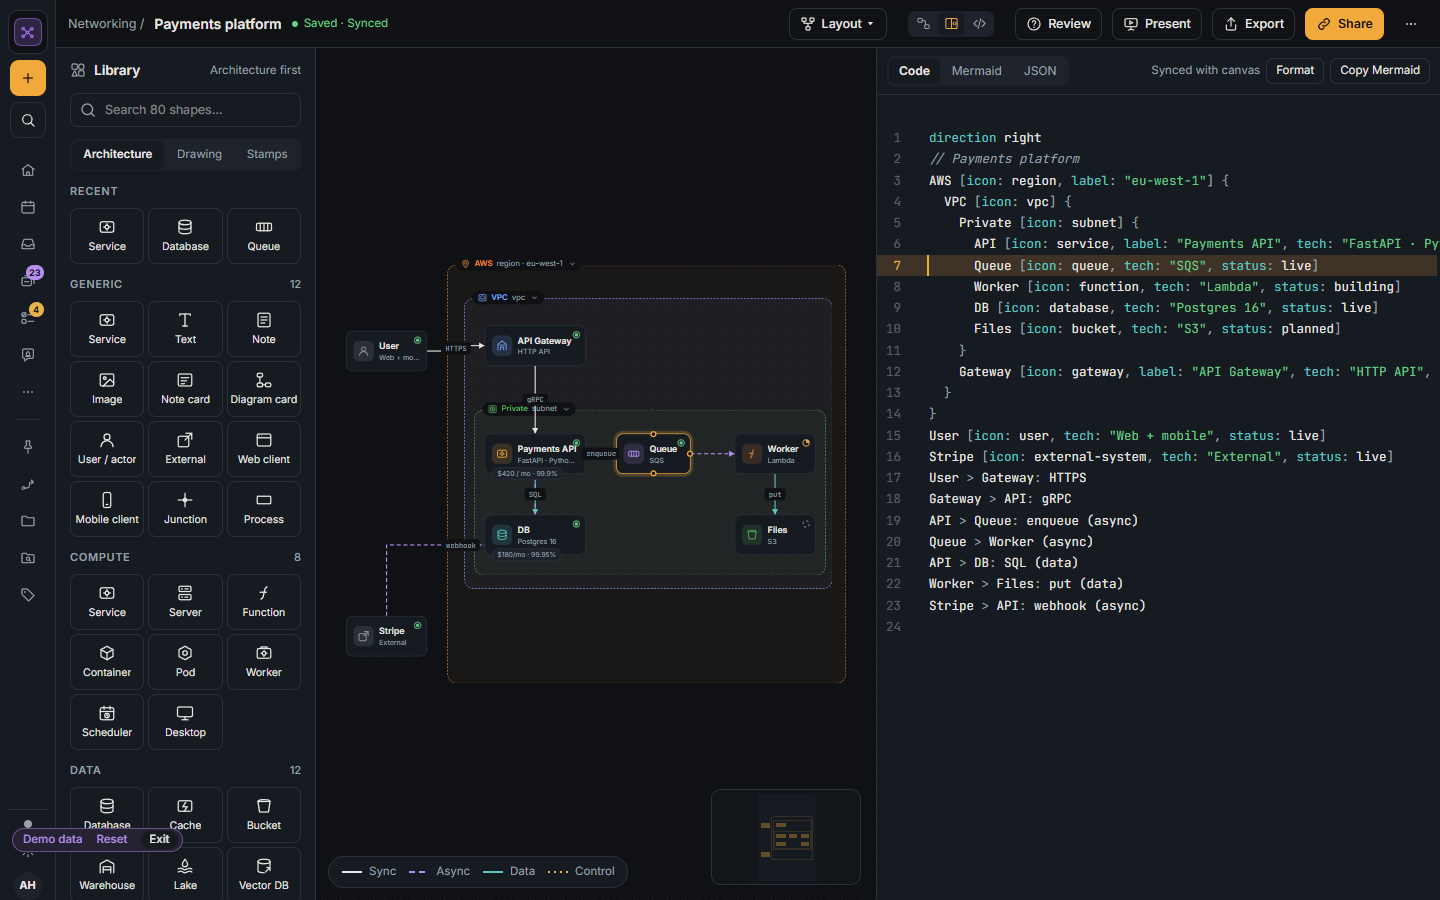 Networking / Payments platform Saved · Synced
Layout
Review
Present
Export
Share
23
4
AH
Demo data Reset Exit
Library Architecture first
Search 80 shapes...
Architecture Drawing Stamps
RECENT
Service Database Queue
GENERIC 12
Service Text Note
Image Note card Diagram card
User / actor External Web client
Mobile client Junction Process
COMPUTE 8
Service Server Function
Container Pod Worker
Scheduler Desktop
DATA 12
Database Cache Bucket
Warehouse Lake Vector DB
AWS region · eu-west-1
VPC vpc
User
Web + mo...
HTTPS
API Gateway
HTTP API
gRPC
Private subnet
Payments API
FastAPI · Pytho...
$420 / mo · 99.9%
enqueue
Queue
SQS
Worker
Lambda
SQL
put
DB
Postgres 16
$180/mo · 99.95%
Files
S3
webhook
Stripe
External
Sync Async Data Control
Code Mermaid JSON
Synced with canvas Format Copy Mermaid
1 direction right
2 // Payments platform
3 AWS [icon: region, label: "eu-west-1"] {
4 VPC [icon: vpc] {
5 Private [icon: subnet] {
6 API [icon: service, label: "Payments API", tech: "FastAPI · Py
7 Queue [icon: queue, tech: "SQS", status: live]
8 Worker [icon: function, tech: "Lambda", status: building]
9 DB [icon: database, tech: "Postgres 16", status: live]
10 Files [icon: bucket, tech: "S3", status: planned]
11 }
12 Gateway [icon: gateway, label: "API Gateway", tech: "HTTP API",
13 }
14 }
15 User [icon: user, tech: "Web + mobile", status: live]
16 Stripe [icon: external-system, tech: "External", status: live]
17 User > Gateway: HTTPS
18 Gateway > API: gRPC
19 API > Queue: enqueue (async)
20 Queue > Worker (async)
21 API > DB: SQL (data)
22 Worker > Files: put (data)
23 Stripe > API: webhook (async)
24